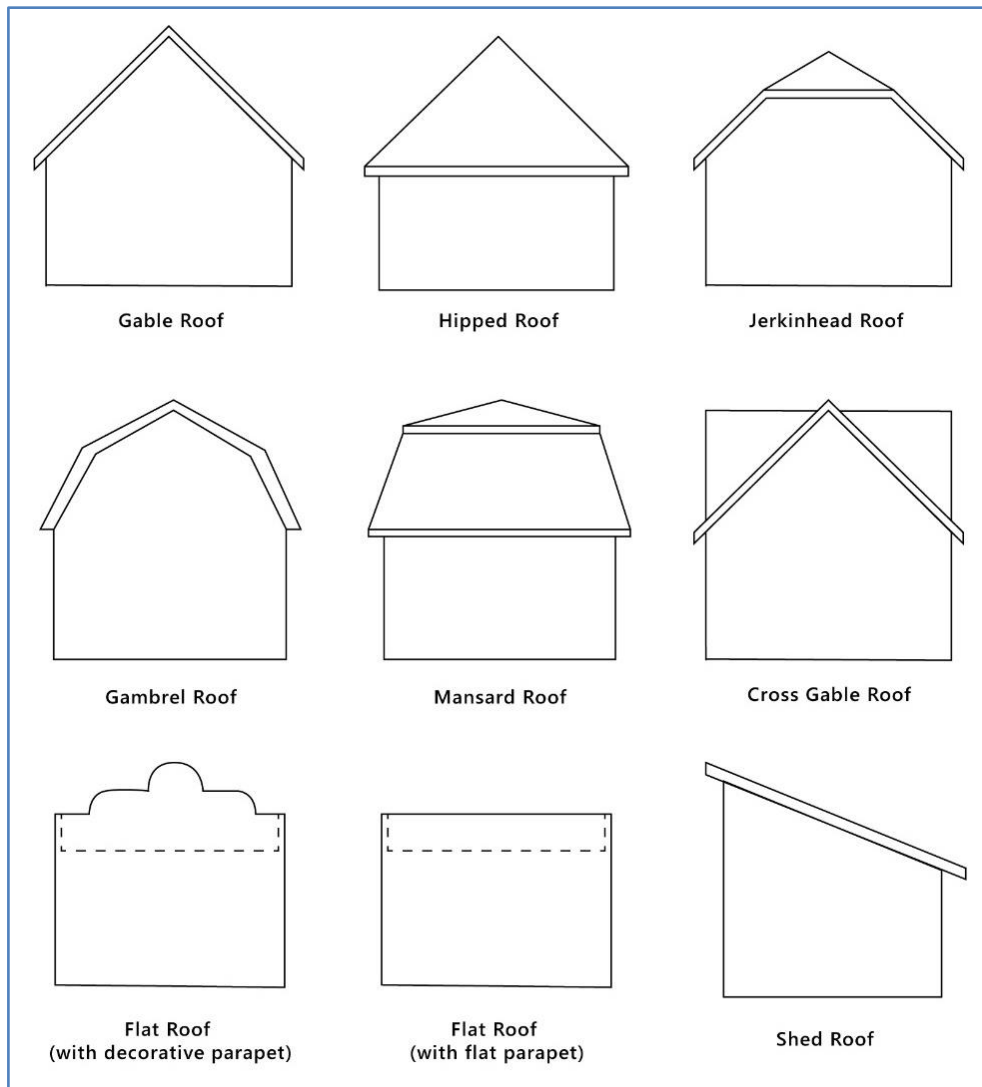 Gable Roof
Hipped Roof
Jerkinhead Roof
Gambrel Roof
Mansard Roof
Cross Gable Roof
Flat Roof
(with decorative parapet)
Flat Roof
(with flat parapet)
Shed Roof